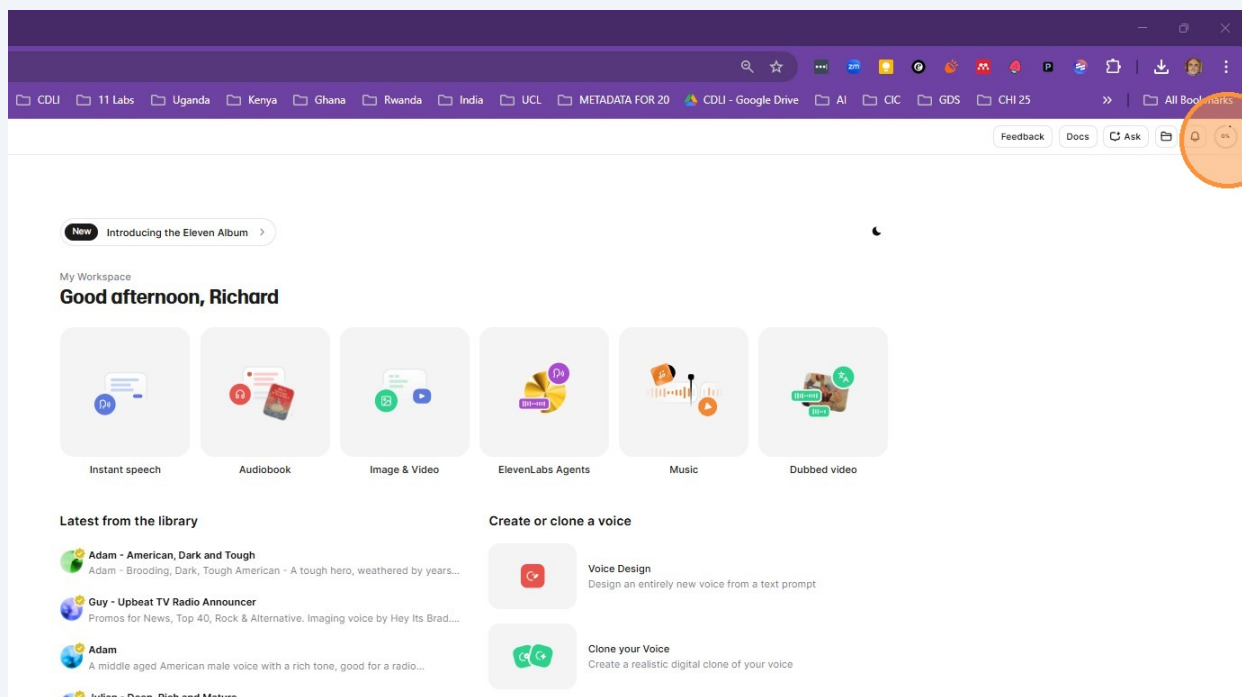 CDLI 11 Labs Uganda Kenya Ghana Rwanda India UCL METADATA FOR 20 CDLI - Google Drive AI CIC GDS CHI 25 » All Bookmarks
Feedback Docs Ask 0%
New Introducing the Eleven Album
My Workspace
Good afternoon, Richard
Instant speech Audiobook Image & Video ElevenLabs Agents Music Dubbed video
Latest from the library
Adam - American, Dark and Tough
Adam - Brooding, Dark, Tough American - A tough hero, weathered by years...
Guy - Upbeat TV Radio Announcer
Promos for News, Top 40, Rock & Alternative. Imaging voice by Hey Its Brad....
Adam
A middle aged American male voice with a rich tone, good for a radio...
Create or clone a voice
Voice Design
Design an entirely new voice from a text prompt
Clone your Voice
Create a realistic digital clone of your voice